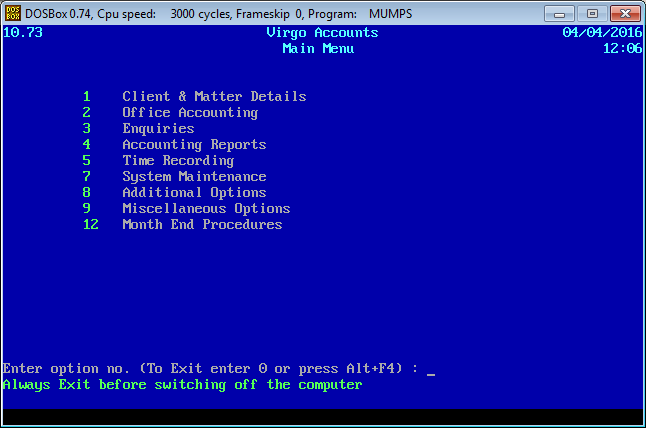 DOS BOX DOSBox 0.74, Cpu speed: 3000 cycles, Frameskip 0, Program: MUMPS
10.73 Virgo Accounts 04/04/2016
Main Menu 12:06
1 Client & Matter Details
2 Office Accounting
3 Enquiries
4 Accounting Reports
5 Time Recording
7 System Maintenance
8 Additional Options
9 Miscellaneous Options
12 Month End Procedures
Enter option no. (To Exit enter 0 or press Alt+F4) : _
Always Exit before switching off the computer